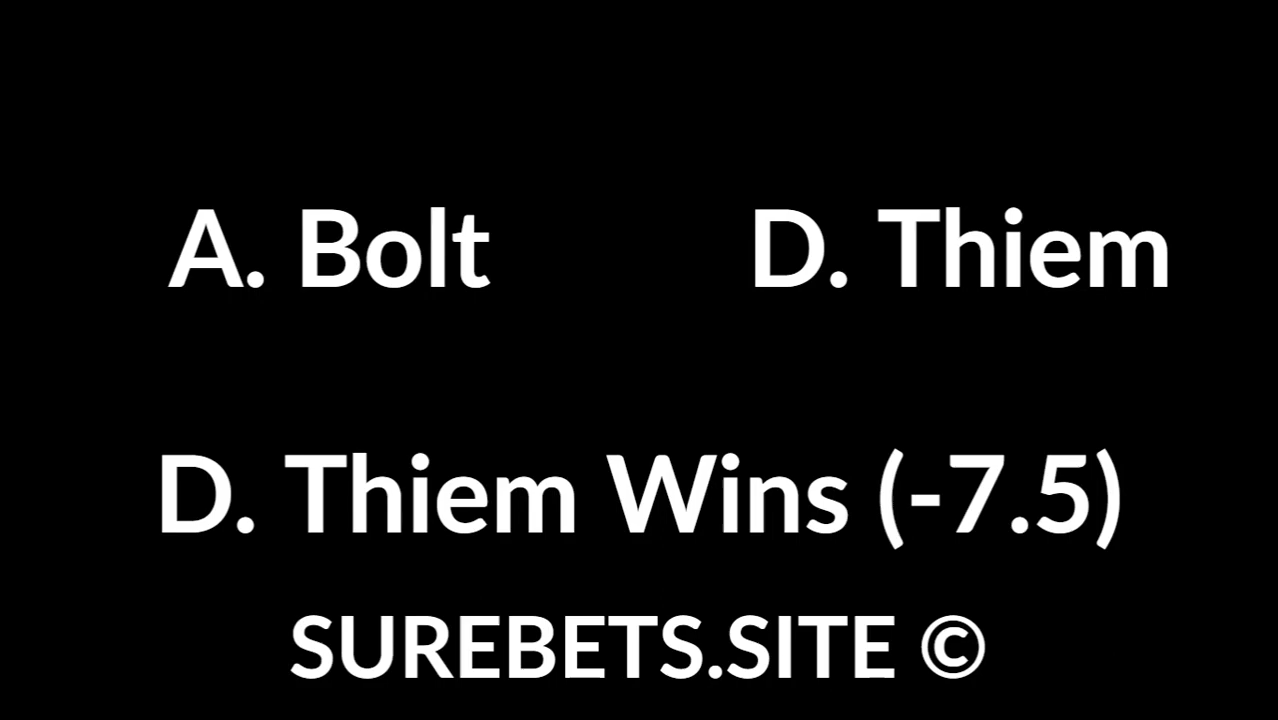 A. Bolt D. Thiem
D. Thiem Wins (-7.5)
SUREBETS.SITE ©